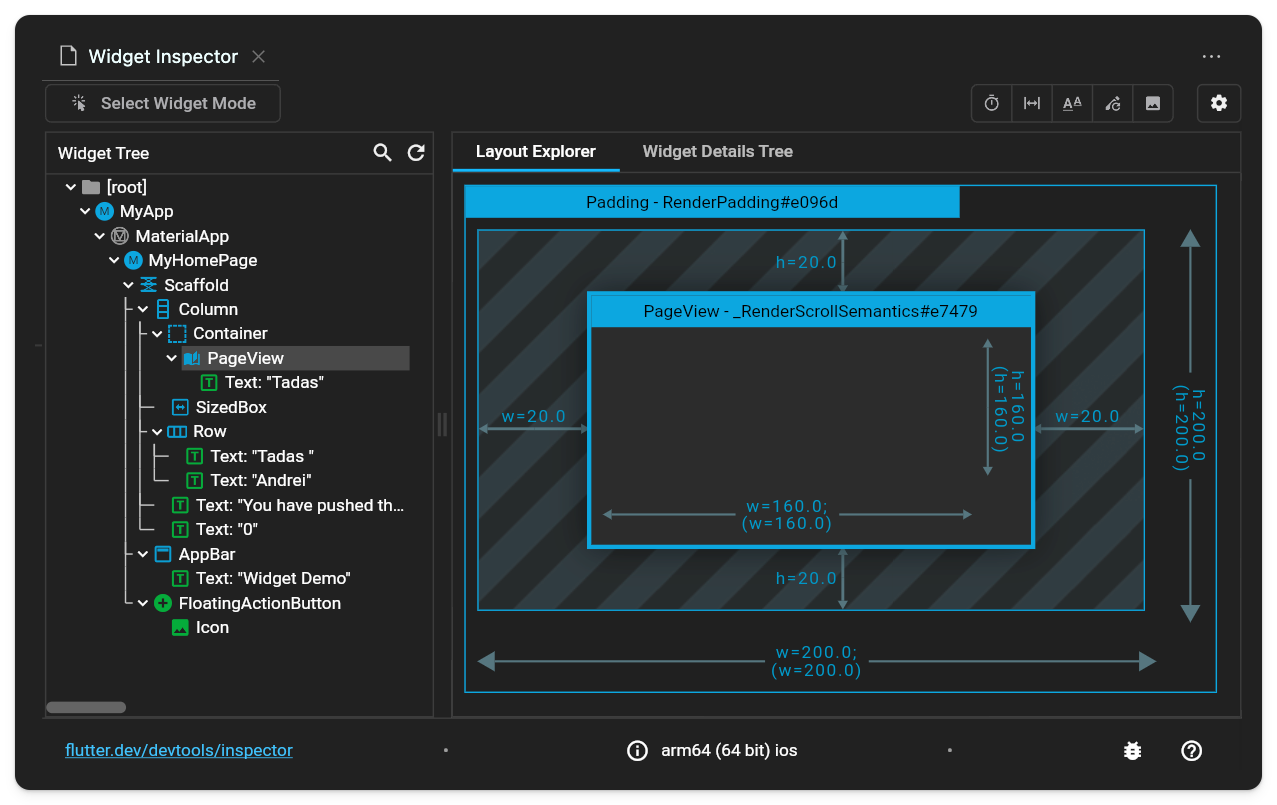 Widget Inspector
Select Widget Mode
AA
Widget Tree
Layout Explorer
Widget Details Tree
[root]
M MyApp
M MaterialApp
M MyHomePage
Scaffold
Column
Container
PageView
T Text: "Tadas"
SizedBox
Row
T Text: "Tadas "
T Text: "Andrei"
T Text: "You have pushed th...
T Text: "0"
AppBar
T Text: "Widget Demo"
FloatingActionButton
Icon
Padding - RenderPadding#e096d
h=20.0
PageView - _RenderScrollSemantics#e7479
w=20.0
h=160.0
(h=160.0)
w=20.0
h=200.0
(h=200.0)
w=160.0;
(w=160.0)
h=20.0
w=200.0;
(w=200.0)
flutter.dev/devtools/inspector
arm64 (64 bit) ios